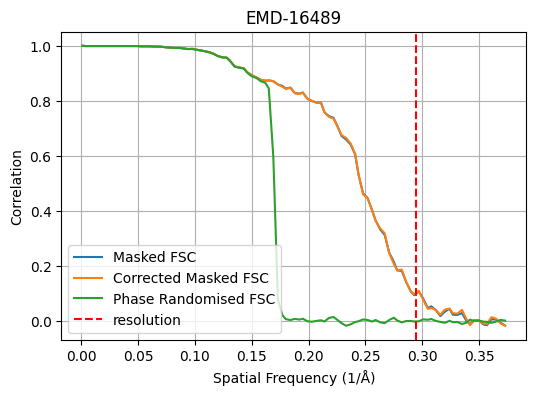 EMD-16489
1.0
0.8
0.6
0.4
0.2
0.0
Correlation
Masked FSC
Corrected Masked FSC
Phase Randomised FSC
resolution
0.00 0.05 0.10 0.15 0.20 0.25 0.30 0.35
Spatial Frequency (1/Å)